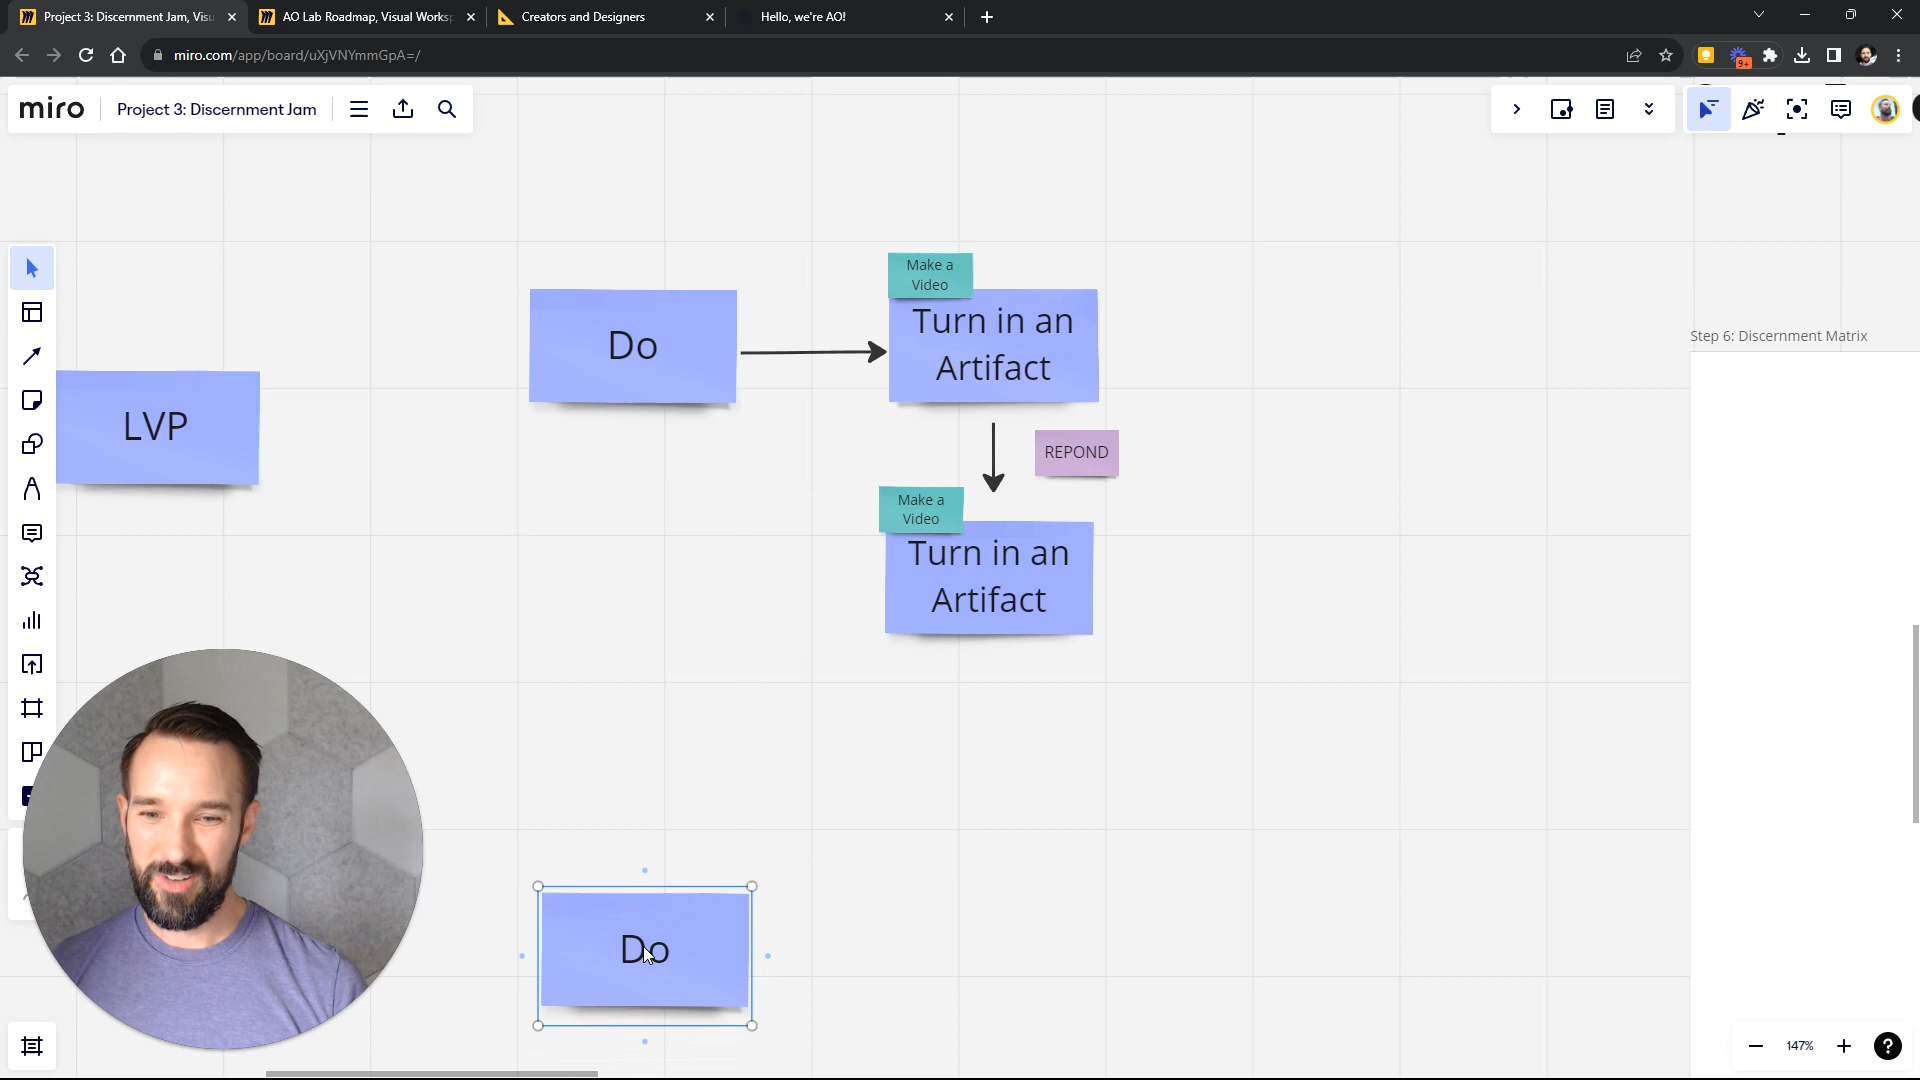 Project 3: Discernment Jam, Visu
AO Lab Roadmap, Visual Worksp
Creators and Designers
Hello, we're AO!
miro.com/app/board/uXjVNYmmGpA=/
9+
miro
Project 3: Discernment Jam
Make a
Video
Do
Turn in an
Artifact
Step 6: Discernment Matrix
LVP
REPOND
Make a
Video
Turn in an
Artifact
Do
147%